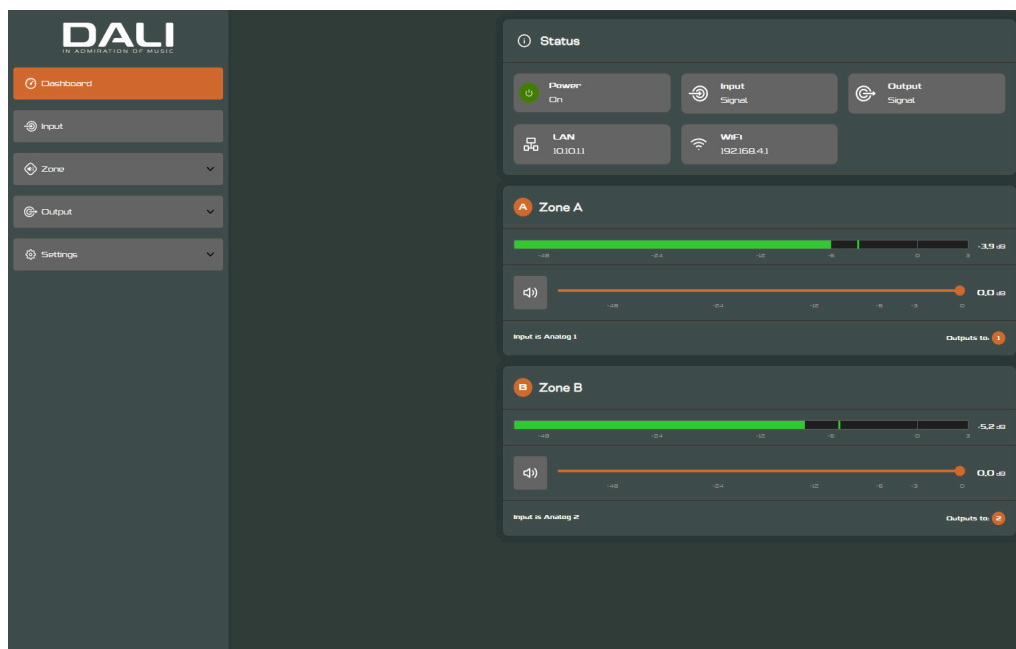 DALI
IN ADMIRATION OF MUSIC
Dashboard
Input
Zone
Output
Settings
Status
Power
On
Input
Signal
Output
Signal
LAN
10.10.1.1
WiFi
192.168.4.1
A Zone A
-3,9 dB
-48 -24 -12 -6 0 3
0,0 dB
-48 -24 -12 -6 -3 0
Input is Analog 1
Outputs to: 1
B Zone B
-5,2 dB
-48 -24 -12 -6 0 3
0,0 dB
-48 -24 -12 -6 -3 0
Input is Analog 2
Outputs to: 2